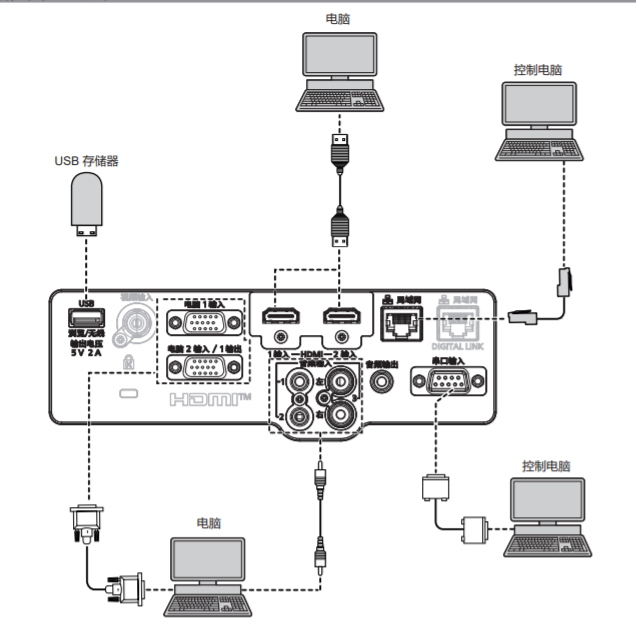 电脑
控制电脑
USB 存储器
USB
浏览/无线
输出电压
5V 2A
视频输入
电脑 1 输入
电脑 2 输入 / 1 输出
HDMI™
1 输入 —HDMI— 2 输入
音频输入
1
左
2
右
3
音频输出
局域网
局域网
DIGITAL LINK
串口输入
控制电脑
电脑